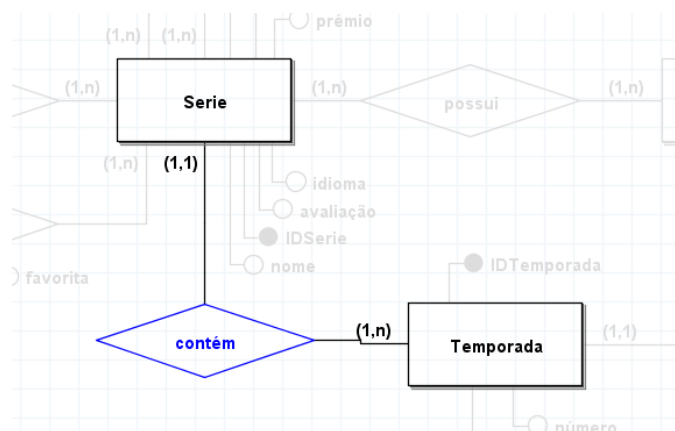 prémio
(1,n) (1,n)
(1,n) Serie (1,n) possui (1,n)
(1,n) (1,1)
idioma
avaliação
IDSerie
nome
IDTemporada
favorita
contém (1,n) Temporada (1,1)
número